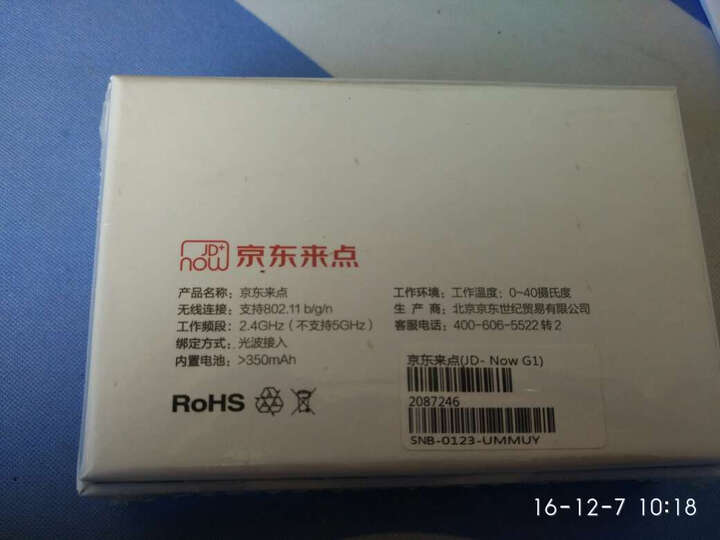 JD+
now
京东来点
产品名称：京东来点
无线连接：支持802.11 b/g/n
工作频段：2.4GHz（不支持5GHz）
绑定方式：光波接入
内置电池：>350mAh
工作环境：工作温度：0~40摄氏度
生 产 商：北京京东世纪贸易有限公司
客服电话：400-606-5522 转 2
RoHS
京东来点(JD- Now G1)
2087246
SNB-0123-UMMUY
16-12-7 10:18